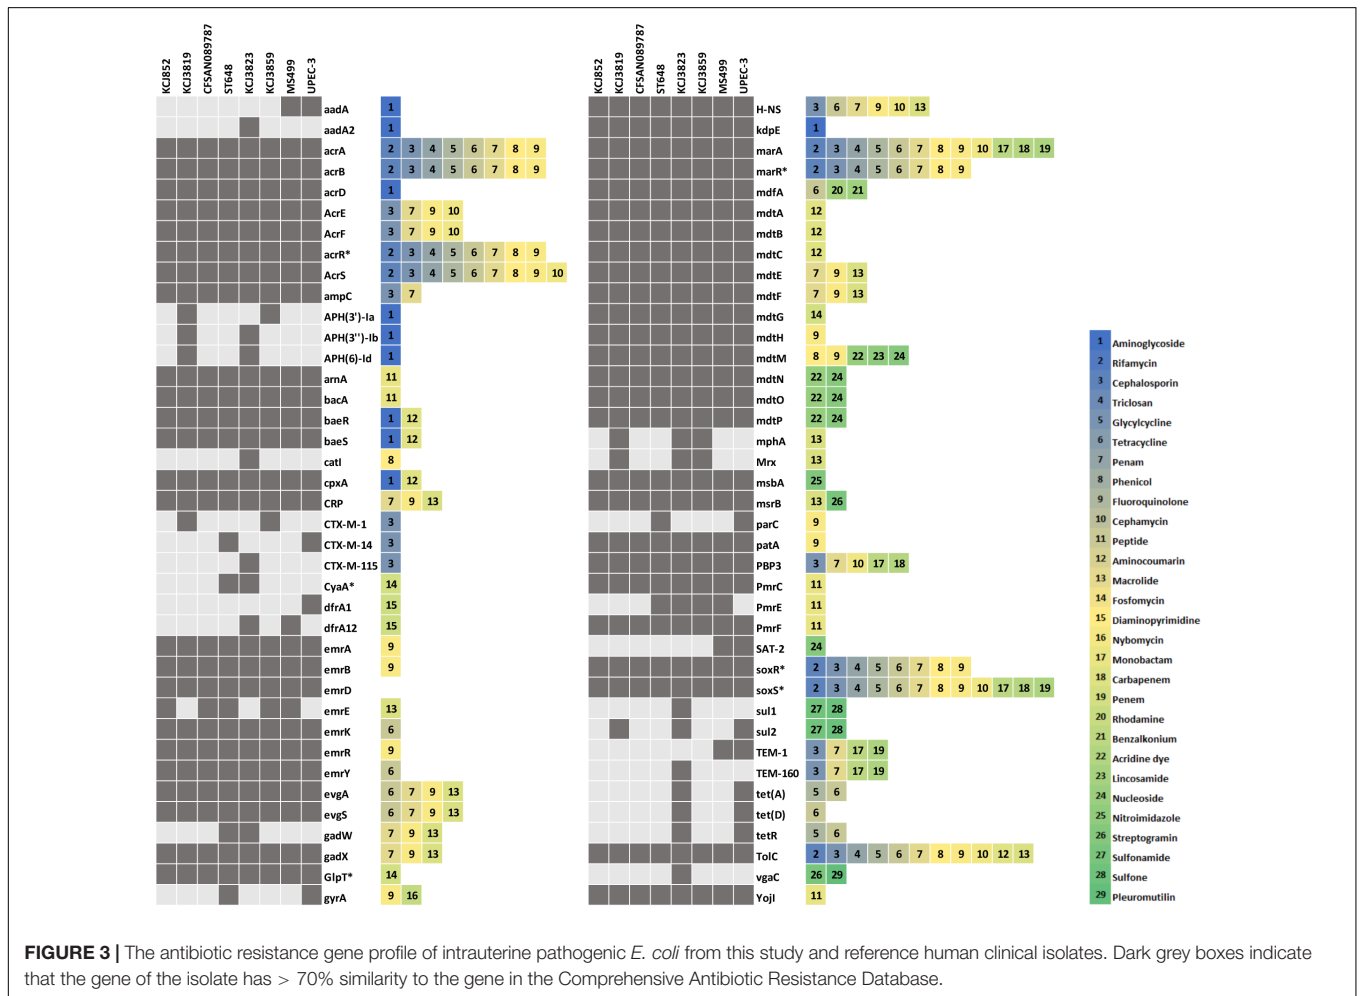 KCJ852 KCJ3819 CFSAN089787 ST648 KCJ3823 KCJ3859 MS499 UPEC-3
aadA 1
aadA2 1
acrA 2 3 4 5 6 7 8 9
acrB 2 3 4 5 6 7 8 9
acrD 1
AcrE 3 7 9 10
AcrF 3 7 9 10
acrR* 2 3 4 5 6 7 8 9
AcrS 2 3 4 5 6 7 8 9 10
ampC 3 7
APH(3')-Ia 1
APH(3'')-Ib 1
APH(6)-Id 1
arnA 11
bacA 11
baeR 1 12
baeS 1 12
catI 8
cpxA 1 12
CRP 7 9 13
CTX-M-1 3
CTX-M-14 3
CTX-M-115 3
CyaA* 14
dfrA1 15
dfrA12 15
emrA 9
emrB 9
emrD
emrE 13
emrK 6
emrR 9
emrY 6
evgA 6 7 9 13
evgS 6 7 9 13
gadW 7 9 13
gadX 7 9 13
GlpT* 14
gyrA 9 16
KCJ852 KCJ3819 CFSAN089787 ST648 KCJ3823 KCJ3859 MS499 UPEC-3
H-NS 3 6 7 9 10 13
kdpE 1
marA 2 3 4 5 6 7 8 9 10 17 18 19
marR* 2 3 4 5 6 7 8 9
mdfA 6 20 21
mdtA 12
mdtB 12
mdtC 12
mdtE 7 9 13
mdtF 7 9 13
mdtG 14
mdtH 9
mdtM 8 9 22 23 24
mdtN 22 24
mdtO 22 24
mdtP 22 24
mphA 13
Mrx 13
msbA 25
msrB 13 26
parC 9
patA 9
PBP3 3 7 10 17 18
PmrC 11
PmrE 11
PmrF 11
SAT-2 24
soxR* 2 3 4 5 6 7 8 9
soxS* 2 3 4 5 6 7 8 9 10 17 18 19
sul1 27 28
sul2 27 28
TEM-1 3 7 17 19
TEM-160 3 7 17 19
tet(A) 5 6
tet(D) 6
tetR 5 6
TolC 2 3 4 5 6 7 8 9 10 12 13
vgaC 26 29
YojI 11
1 Aminoglycoside
2 Rifamycin
3 Cephalosporin
4 Triclosan
5 Glycylcycline
6 Tetracycline
7 Penam
8 Phenicol
9 Fluoroquinolone
10 Cephamycin
11 Peptide
12 Aminocoumarin
13 Macrolide
14 Fosfomycin
15 Diaminopyrimidine
16 Nybomycin
17 Monobactam
18 Carbapenem
19 Penem
20 Rhodamine
21 Benzalkonium
22 Acridine dye
23 Lincosamide
24 Nucleoside
25 Nitroimidazole
26 Streptogramin
27 Sulfonamide
28 Sulfone
29 Pleuromutilin
FIGURE 3 | The antibiotic resistance gene profile of intrauterine pathogenic E. coli from this study and reference human clinical isolates. Dark grey boxes indicate
that the gene of the isolate has > 70% similarity to the gene in the Comprehensive Antibiotic Resistance Database.